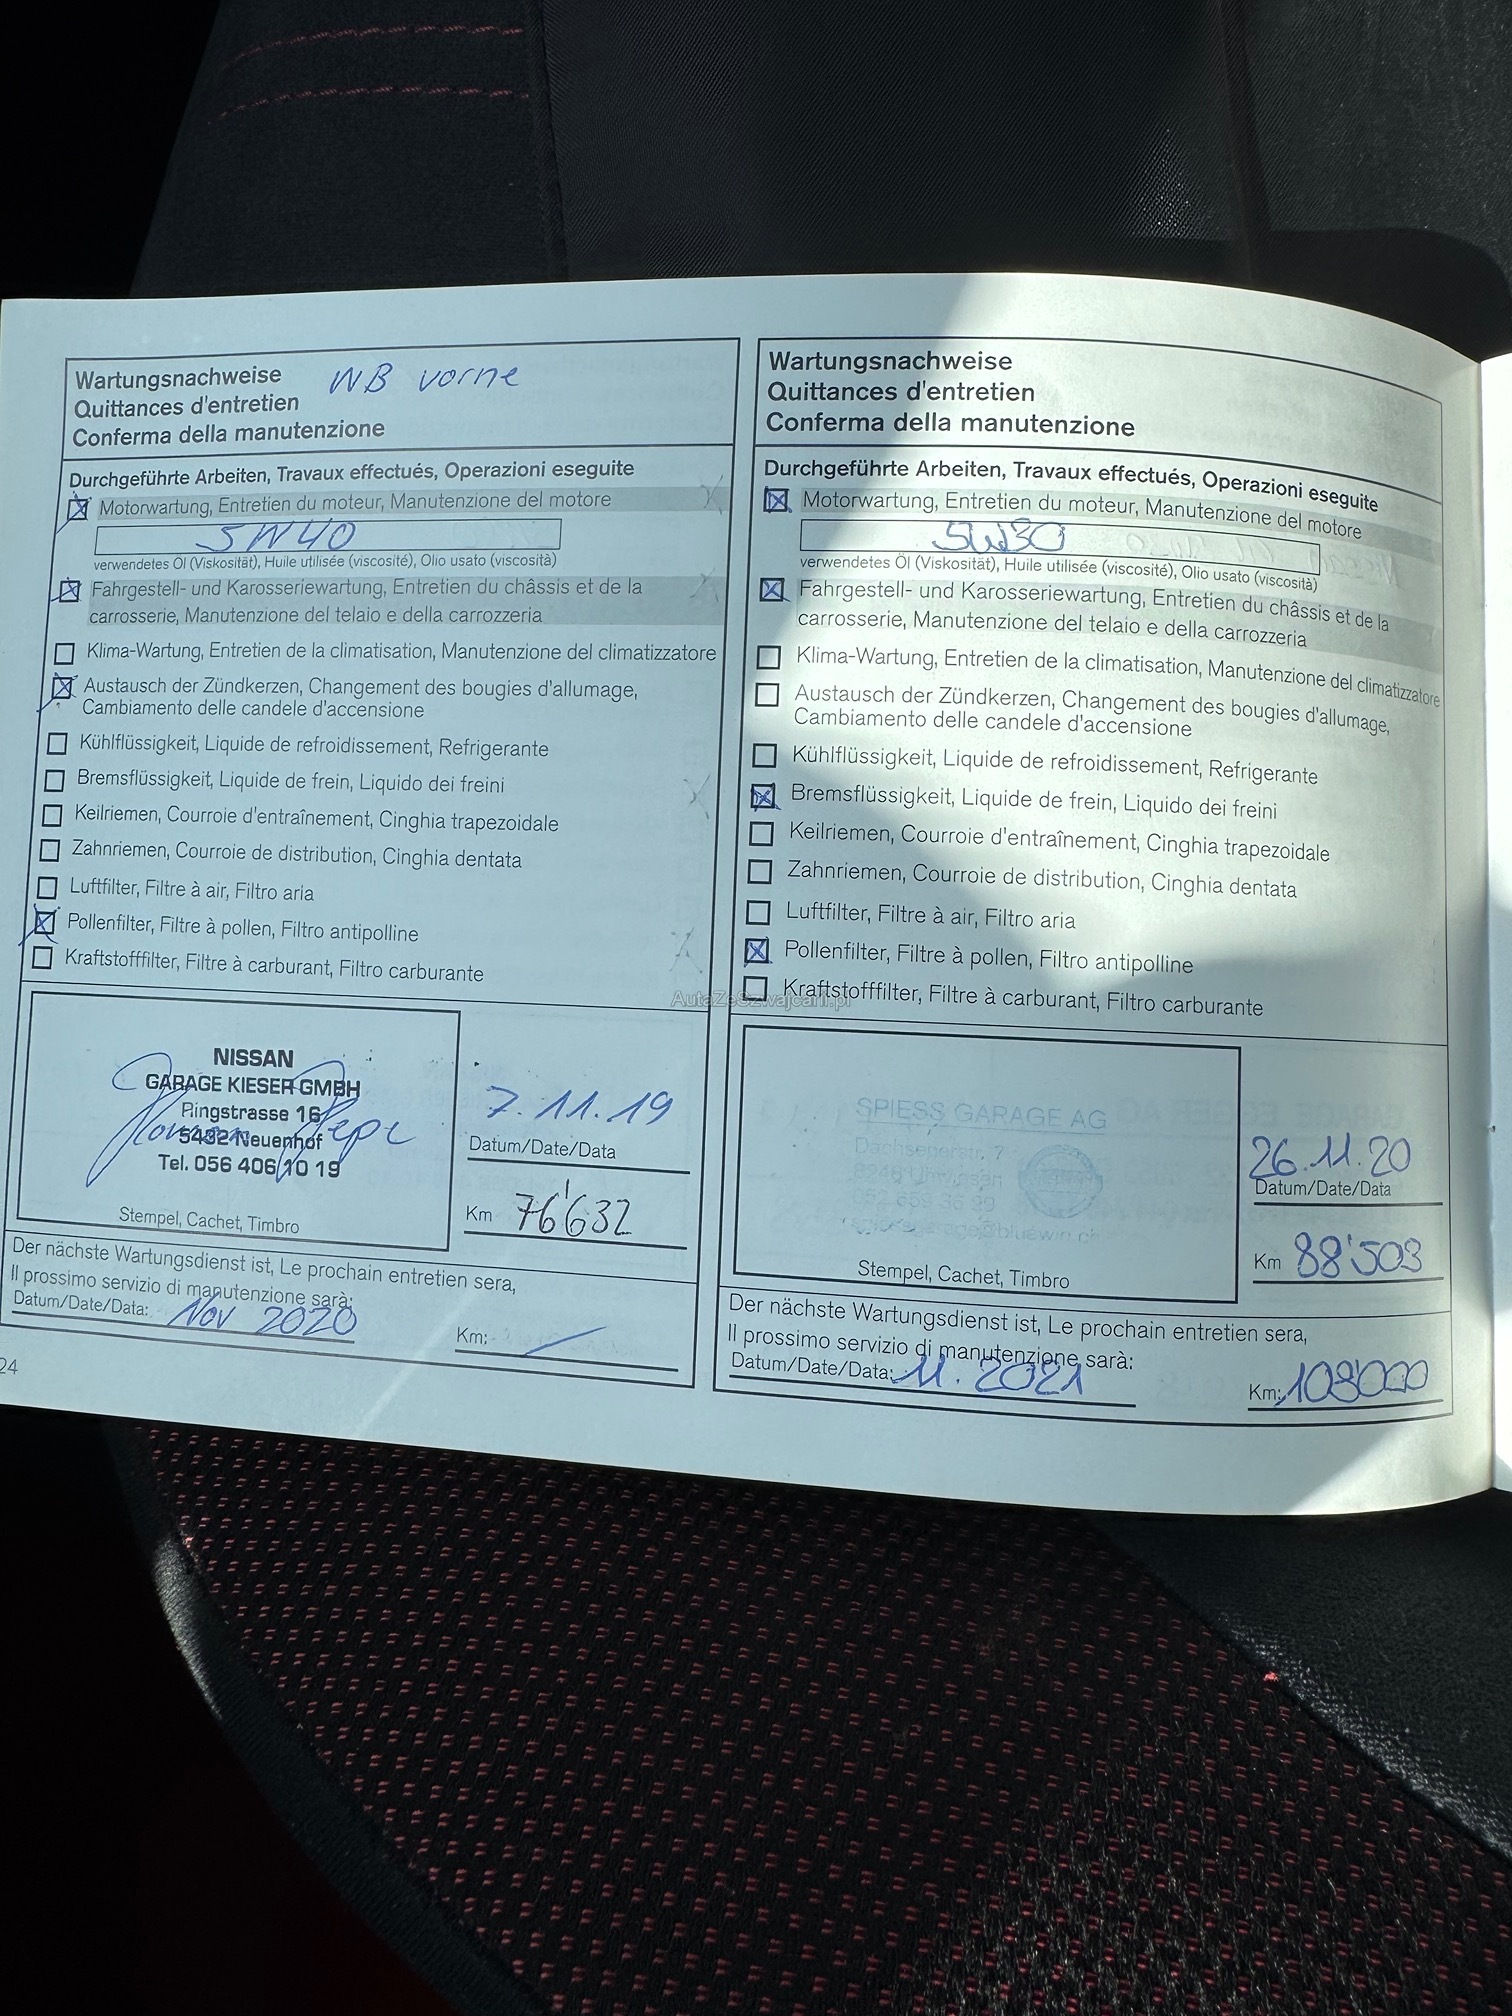 Wartungsnachweise WB vorne
Quittances d'entretien
Conferma della manutenzione
Durchgeführte Arbeiten, Travaux effectués, Operazioni eseguite
Motorwartung, Entretien du moteur, Manutenzione del motore
5W40
verwendetes Öl (Viskosität), Huile utilisée (viscosité), Olio usato (viscosità)
Fahrgestell- und Karosseriewartung, Entretien du châssis et de la
carrosserie, Manutenzione del telaio e della carrozzeria
Klima-Wartung, Entretien de la climatisation, Manutenzione del climatizzatore
Austausch der Zündkerzen, Changement des bougies d'allumage,
Cambiamento delle candele d'accensione
Kühlflüssigkeit, Liquide de refroidissement, Refrigerante
Bremsflüssigkeit, Liquide de frein, Liquido dei freini
Keilriemen, Courroie d'entraînement, Cinghia trapezoidale
Zahnriemen, Courroie de distribution, Cinghia dentata
Luftfilter, Filtre à air, Filtro aria
Pollenfilter, Filtre à pollen, Filtro antipolline
Kraftstofffilter, Filtre à carburant, Filtro carburante
NISSAN
GARAGE KIESER GMBH
Ringstrasse 16
5432 Neuenhof
Tel. 056 406 10 19
Stempel, Cachet, Timbro
7.11.19
Datum/Date/Data
Km 76'632
Der nächste Wartungsdienst ist, Le prochain entretien sera,
Il prossimo servizio di manutenzione sarà:
Datum/Date/Data: Nov 2020
Km:
24
Wartungsnachweise
Quittances d'entretien
Conferma della manutenzione
Durchgeführte Arbeiten, Travaux effectués, Operazioni eseguite
Motorwartung, Entretien du moteur, Manutenzione del motore
5W30
verwendetes Öl (Viskosität), Huile utilisée (viscosité), Olio usato (viscosità)
Fahrgestell- und Karosseriewartung, Entretien du châssis et de la
carrosserie, Manutenzione del telaio e della carrozzeria
Klima-Wartung, Entretien de la climatisation, Manutenzione del climatizzatore
Austausch der Zündkerzen, Changement des bougies d'allumage,
Cambiamento delle candele d'accensione
Kühlflüssigkeit, Liquide de refroidissement, Refrigerante
Bremsflüssigkeit, Liquide de frein, Liquido dei freini
Keilriemen, Courroie d'entraînement, Cinghia trapezoidale
Zahnriemen, Courroie de distribution, Cinghia dentata
Luftfilter, Filtre à air, Filtro aria
Pollenfilter, Filtre à pollen, Filtro antipolline
Kraftstofffilter, Filtre à carburant, Filtro carburante
SPIESS GARAGE AG
Dachsenerstr. 7
Stempel, Cachet, Timbro
26.11.20
Datum/Date/Data
Km 88'503
Der nächste Wartungsdienst ist, Le prochain entretien sera,
Il prossimo servizio di manutenzione sarà:
Datum/Date/Data: 11.2021
Km: 108000
AutaZeSzwajcarii.pl